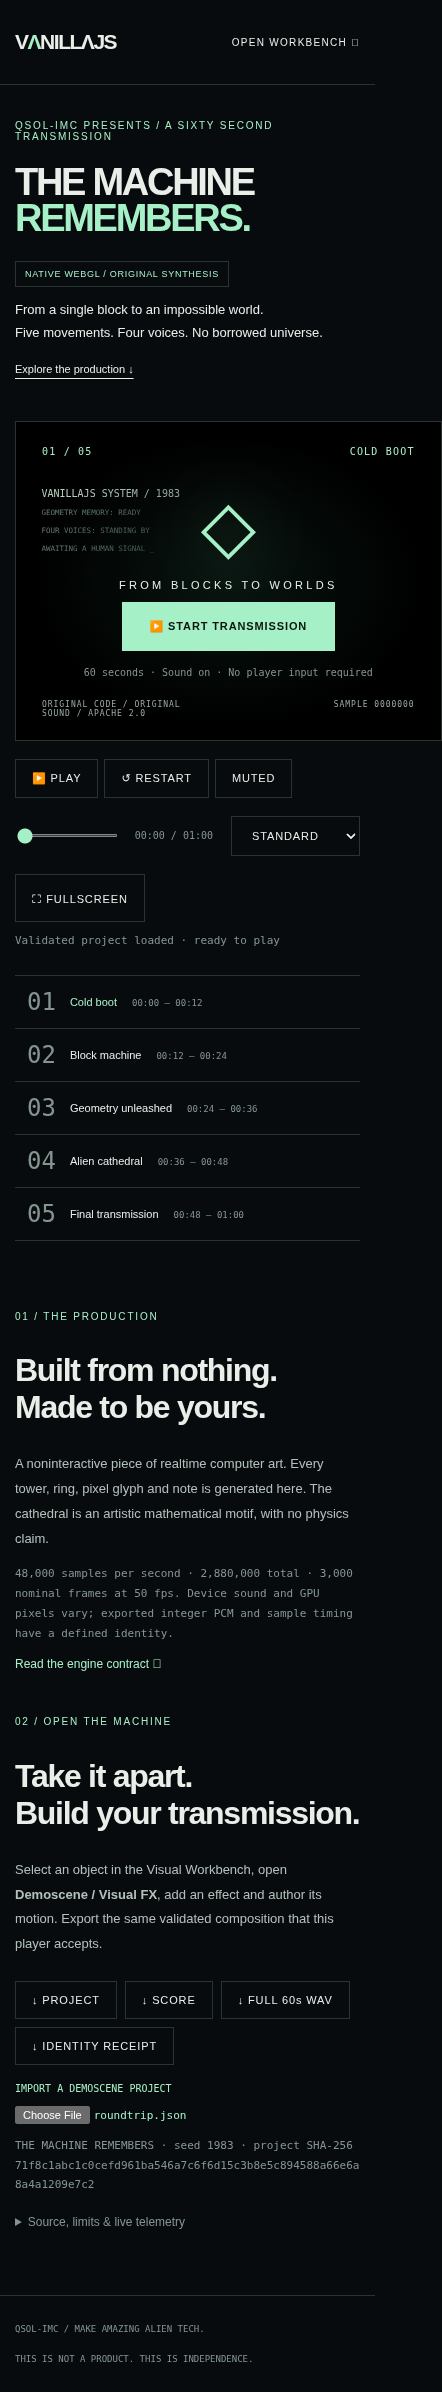 VΛNILLΛJS
OPEN WORKBENCH
QSOL-IMC PRESENTS / A SIXTY SECOND
TRANSMISSION
THE MACHINE
REMEMBERS.
NATIVE WEBGL / ORIGINAL SYNTHESIS
From a single block to an impossible world.
Five movements. Four voices. No borrowed universe.
Explore the production ↓
01 / 05
COLD BOOT
VANILLAJS SYSTEM / 1983
GEOMETRY MEMORY: READY
FOUR VOICES: STANDING BY
AWAITING A HUMAN SIGNAL _
FROM BLOCKS TO WORLDS
▶ START TRANSMISSION
60 seconds · Sound on · No player input required
ORIGINAL CODE / ORIGINAL
SOUND / APACHE 2.0
SAMPLE 0000000
▶ PLAY
↺ RESTART
MUTED
00:00 / 01:00
STANDARD
⛶ FULLSCREEN
Validated project loaded · ready to play
01 Cold boot 00:00 — 00:12
02 Block machine 00:12 — 00:24
03 Geometry unleashed 00:24 — 00:36
04 Alien cathedral 00:36 — 00:48
05 Final transmission 00:48 — 01:00
01 / THE PRODUCTION
Built from nothing.
Made to be yours.
A noninteractive piece of realtime computer art. Every
tower, ring, pixel glyph and note is generated here. The
cathedral is an artistic mathematical motif, with no physics
claim.
48,000 samples per second · 2,880,000 total · 3,000
nominal frames at 50 fps. Device sound and GPU
pixels vary; exported integer PCM and sample timing
have a defined identity.
Read the engine contract
02 / OPEN THE MACHINE
Take it apart.
Build your transmission.
Select an object in the Visual Workbench, open
Demoscene / Visual FX, add an effect and author its
motion. Export the same validated composition that this
player accepts.
↓ PROJECT
↓ SCORE
↓ FULL 60s WAV
↓ IDENTITY RECEIPT
IMPORT A DEMOSCENE PROJECT
Choose File roundtrip.json
THE MACHINE REMEMBERS · seed 1983 · project SHA-256
71f8c1abc1c0cefd961ba546a7c6f6d15c3b8e5c894588a66e6a
8a4a1209e7c2
▶ Source, limits & live telemetry
QSOL-IMC / MAKE AMAZING ALIEN TECH.
THIS IS NOT A PRODUCT. THIS IS INDEPENDENCE.